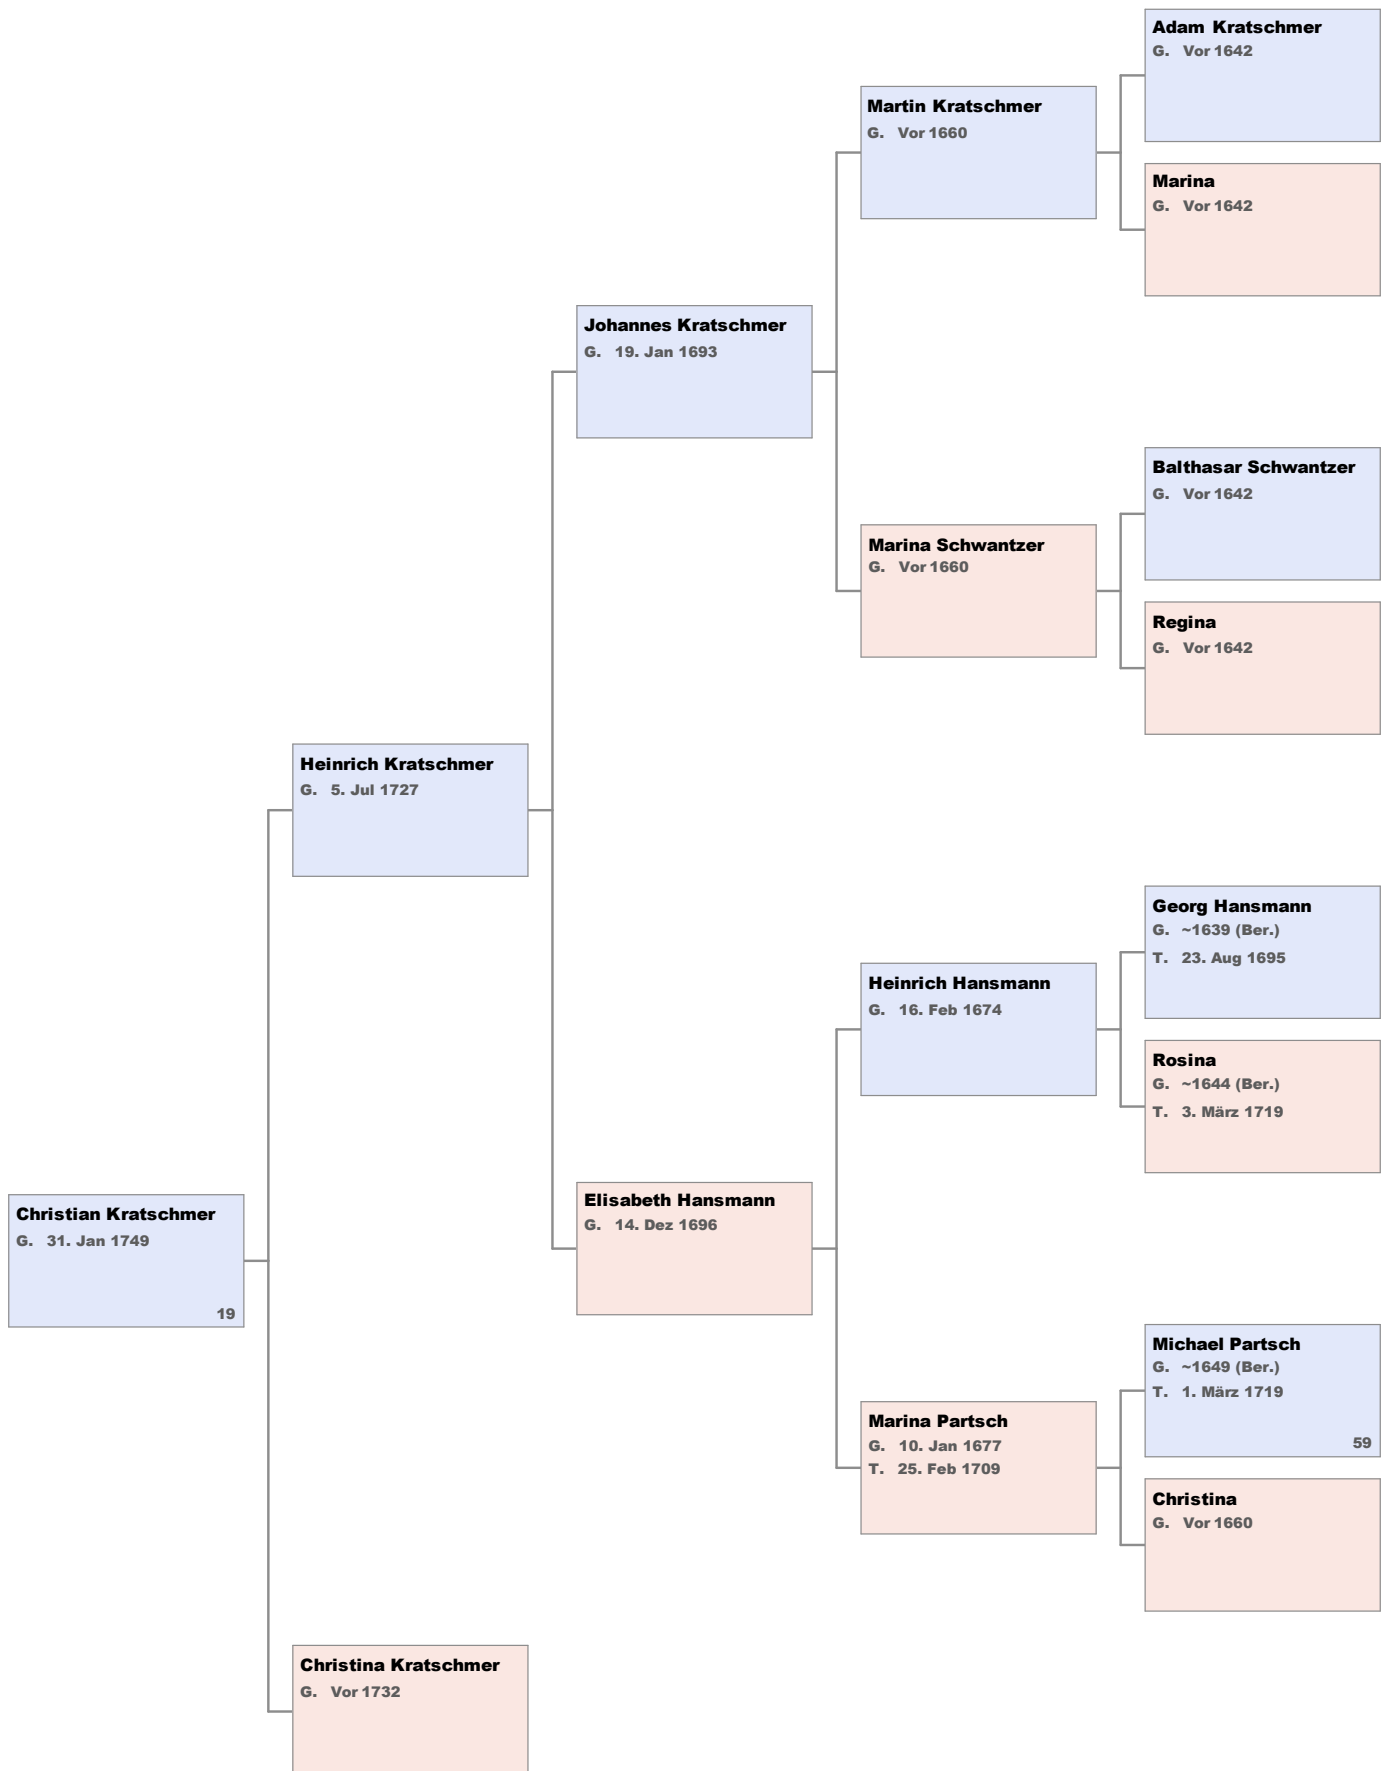 Adam Kratschmer
G. Vor 1642
Martin Kratschmer
G. Vor 1660
Marina
G. Vor 1642
Johannes Kratschmer
G. 19. Jan 1693
Balthasar Schwantzer
G. Vor 1642
Marina Schwantzer
G. Vor 1660
Regina
G. Vor 1642
Heinrich Kratschmer
G. 5. Jul 1727
Georg Hansmann
G. ~1639 (Ber.)
T. 23. Aug 1695
Heinrich Hansmann
G. 16. Feb 1674
Rosina
G. ~1644 (Ber.)
T. 3. März 1719
Elisabeth Hansmann
G. 14. Dez 1696
Christian Kratschmer
G. 31. Jan 1749
19
Michael Partsch
G. ~1649 (Ber.)
T. 1. März 1719
59
Marina Partsch
G. 10. Jan 1677
T. 25. Feb 1709
Christina
G. Vor 1660
Christina Kratschmer
G. Vor 1732